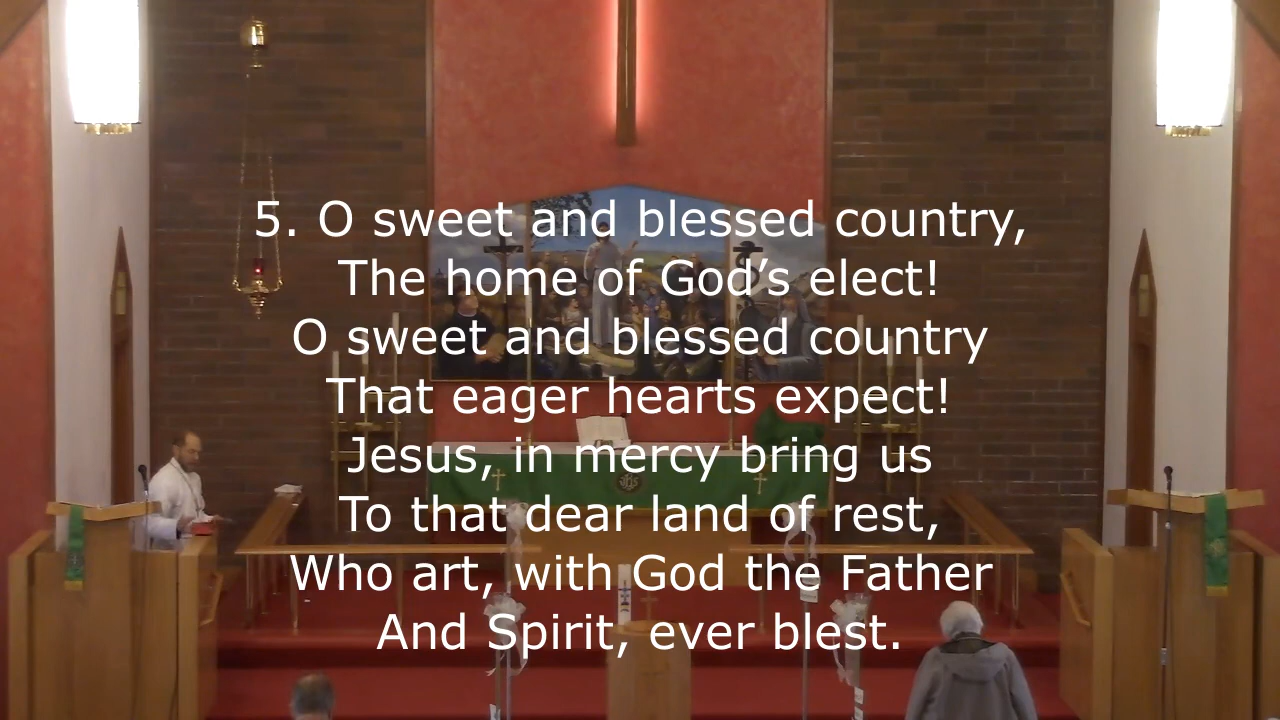 5. O sweet and blessed country,
The home of God’s elect!
O sweet and blessed country
That eager hearts expect!
Jesus, in mercy bring us
To that dear land of rest,
Who art, with God the Father
And Spirit, ever blest.